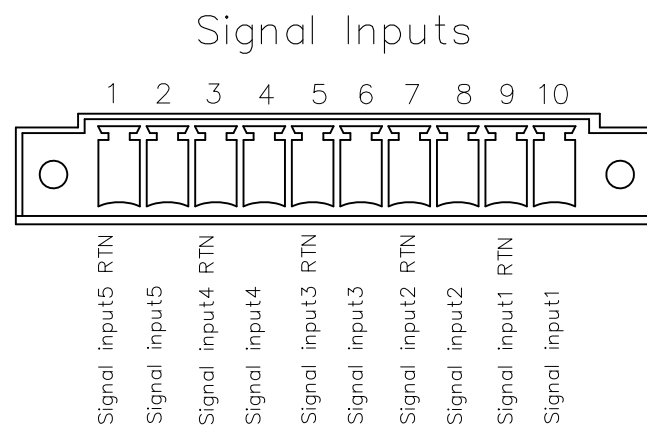 Signal Inputs
1 2 3 4 5 6 7 8 9 10
Signal input5 RTN
Signal input5
Signal input4 RTN
Signal input4
Signal input3 RTN
Signal input3
Signal input2 RTN
Signal input2
Signal input1 RTN
Signal input1